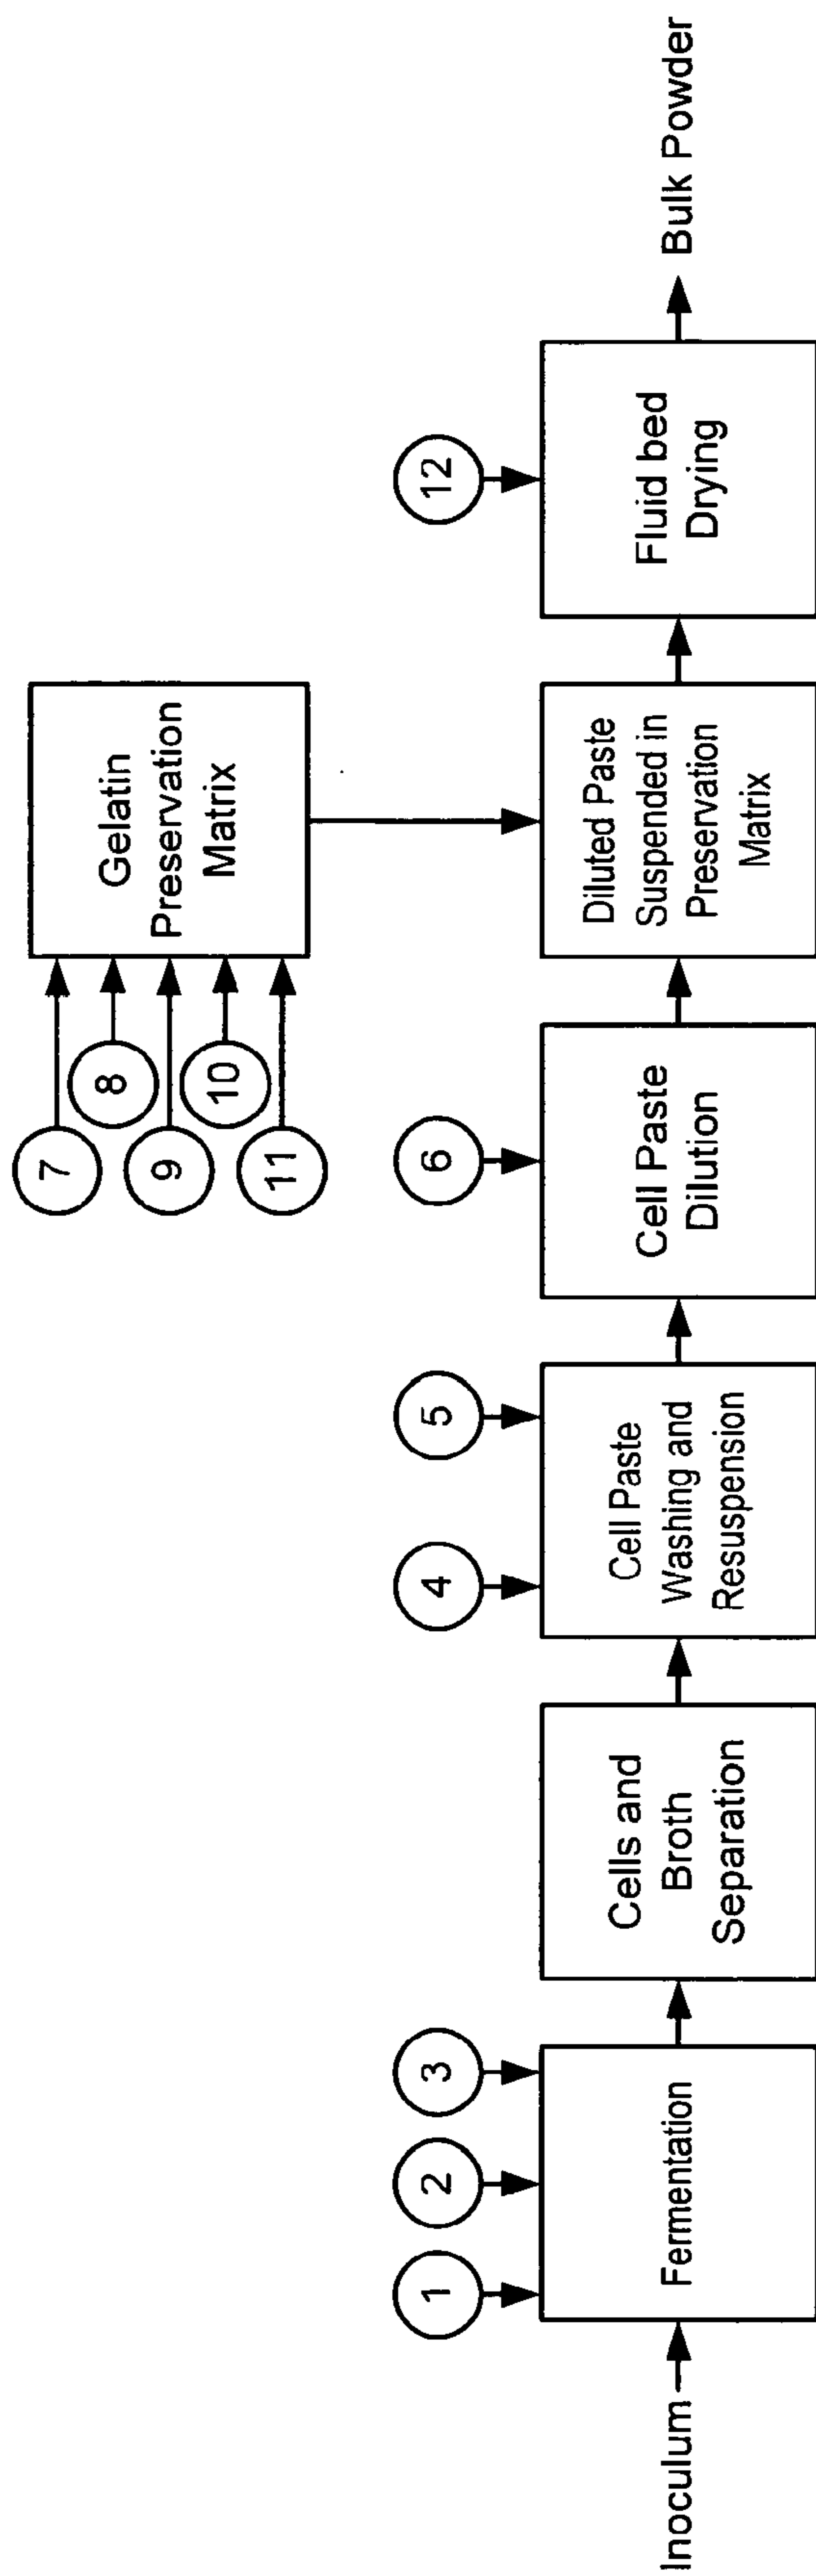 7
8
9
10
11
Gelatin
Preservation
Matrix
1
2
3
4
5
6
12
Inoculum
Fermentation
Cells and
Broth
Separation
Cell Paste
Washing and
Resuspension
Cell Paste
Dilution
Diluted Paste
Suspended in
Preservation
Matrix
Fluid bed
Drying
Bulk Powder